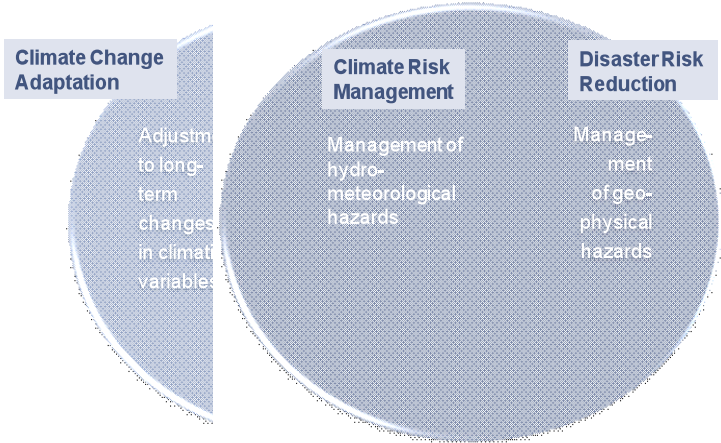 Climate Change
Adaptation
Adjustm
to long-
term
changes
in climati
variables
Climate Risk
Management
Management of
hydro-
meteorological
hazards
Disaster Risk
Reduction
Manage-
ment
of geo-
physical
hazards